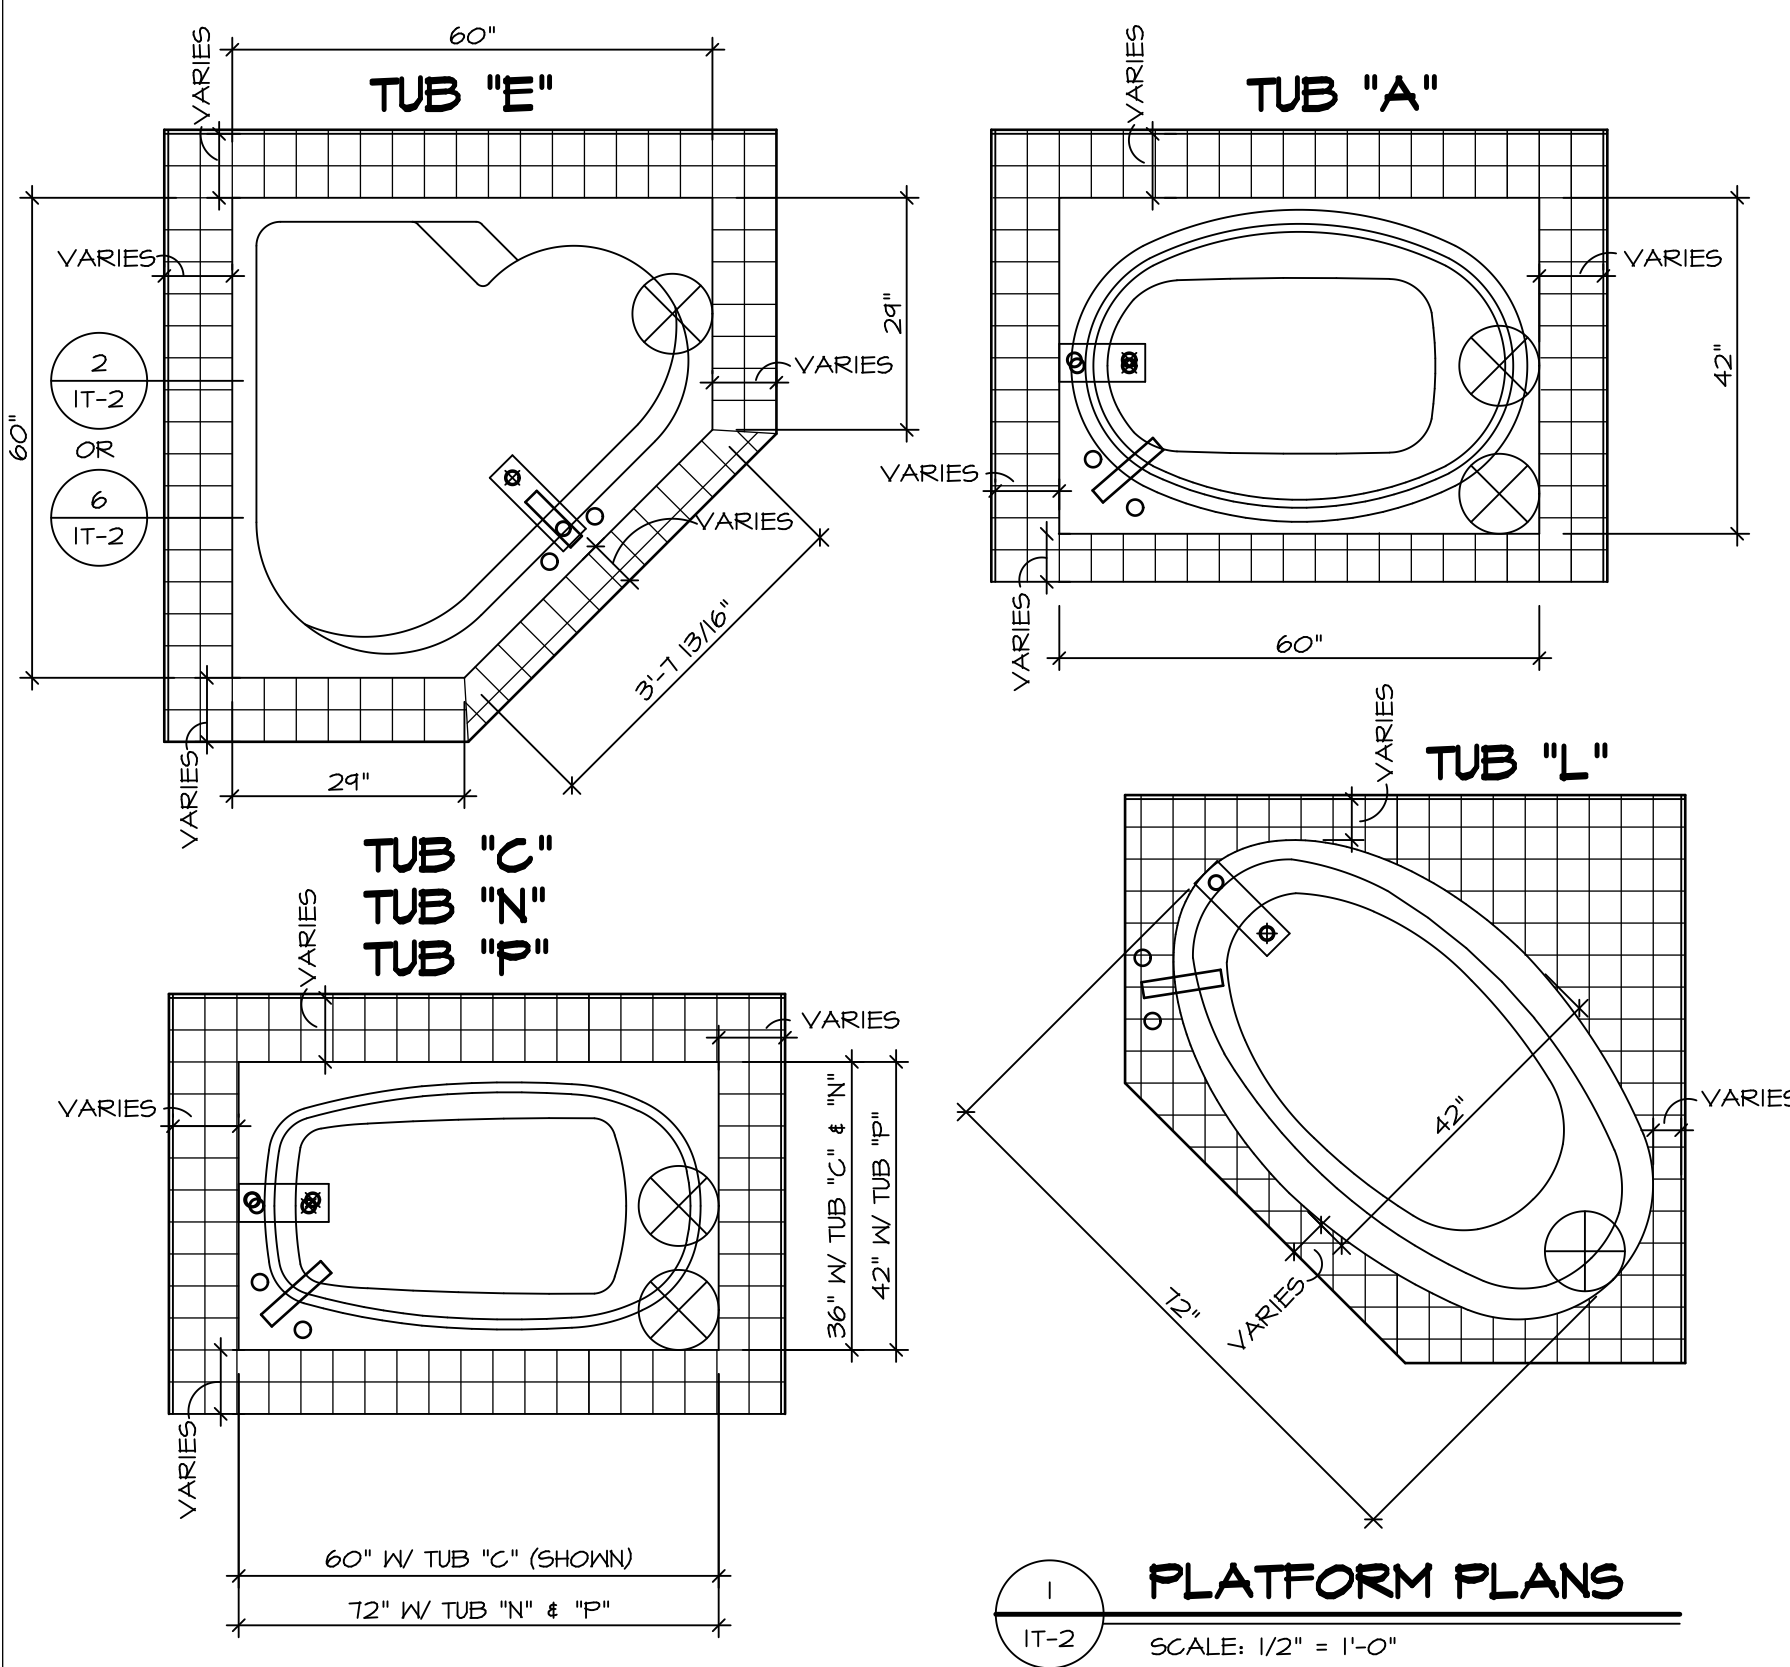 60"
TUB "E"
VARIES
VARIES
60"
2
IT-2
OR
6
IT-2
29"
VARIES
VARIES
3'-7 13/16"
29"
VARIES
TUB "A"
VARIES
VARIES
42"
VARIES
VARIES
60"
TUB "C"
TUB "N"
TUB "P"
VARIES
VARIES
VARIES
36" W/ TUB "C" & "N"
42" W/ TUB "P"
VARIES
60" W/ TUB "C" (SHOWN)
72" W/ TUB "N" & "P"
TUB "L"
VARIES
VARIES
42"
VARIES
72"
1
IT-2
PLATFORM PLANS
SCALE: 1/2" = 1'-0"